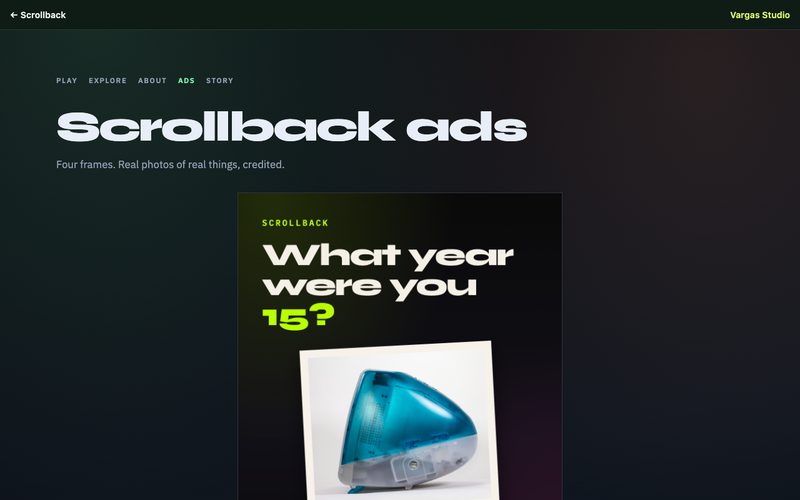 ← Scrollback
Vargas Studio
PLAY EXPLORE ABOUT ADS STORY
Scrollback ads
Four frames. Real photos of real things, credited.
SCROLLBACK
What year
were you
15?